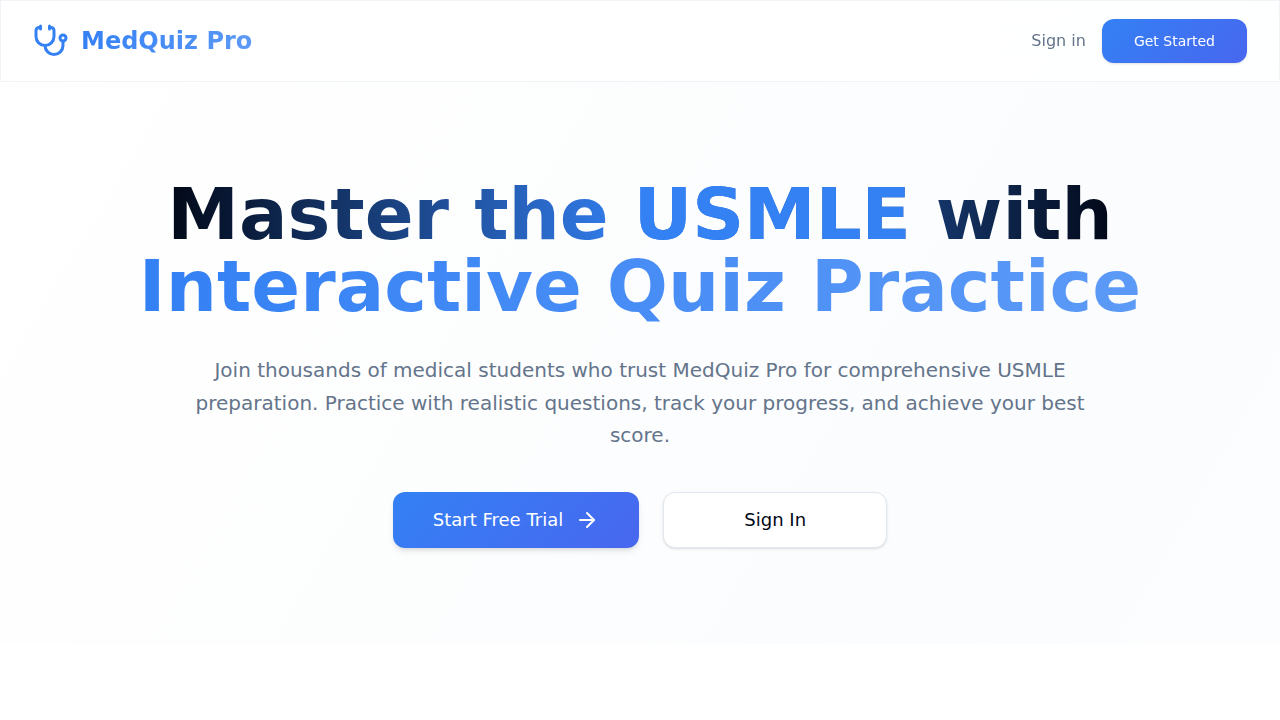 MedQuiz Pro
Sign in
Get Started
Master the USMLE with
Interactive Quiz Practice
Join thousands of medical students who trust MedQuiz Pro for comprehensive USMLE
preparation. Practice with realistic questions, track your progress, and achieve your best
score.
Start Free Trial
Sign In